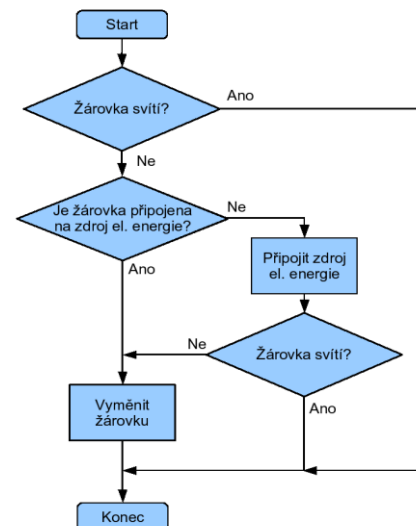 Start
Žárovka svítí?
Ano
Ne
Je žárovka připojena
na zdroj el. energie?
Ne
Připojit zdroj
el. energie
Ano
Žárovka svítí?
Ne
Ano
Vyměnit
žárovku
Konec